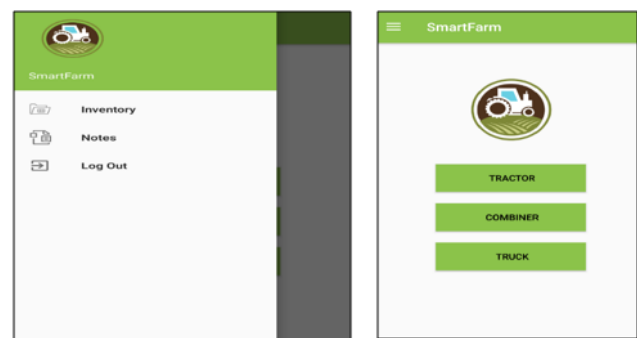 SmartFarm
Inventory
Notes
Log Out
SmartFarm
TRACTOR
COMBINER
TRUCK